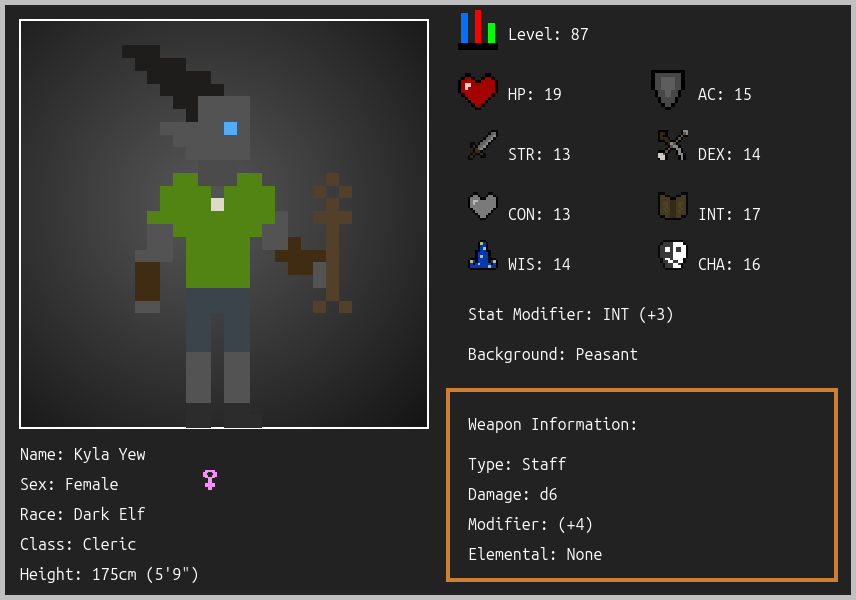 Level: 87
HP: 19
AC: 15
STR: 13
DEX: 14
CON: 13
INT: 17
WIS: 14
CHA: 16
Stat Modifier: INT (+3)
Background: Peasant
Weapon Information:
Type: Staff
Damage: d6
Modifier: (+4)
Elemental: None
Name: Kyla Yew
Sex: Female
Race: Dark Elf
Class: Cleric
Height: 175cm (5'9")